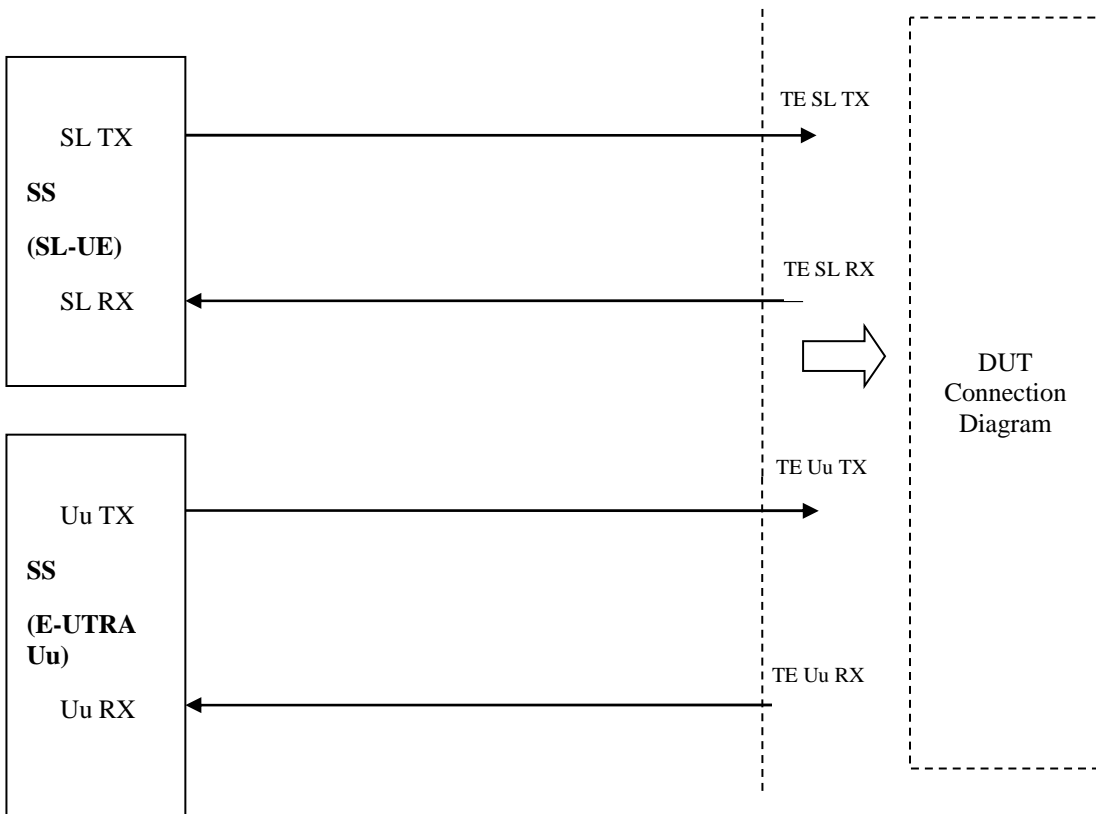 TE SL TX
SL TX
SS
(SL-UE)
TE SL RX
SL RX
DUT
Connection
Diagram
TE Uu TX
Uu TX
SS
(E-UTRA
Uu)
TE Uu RX
Uu RX